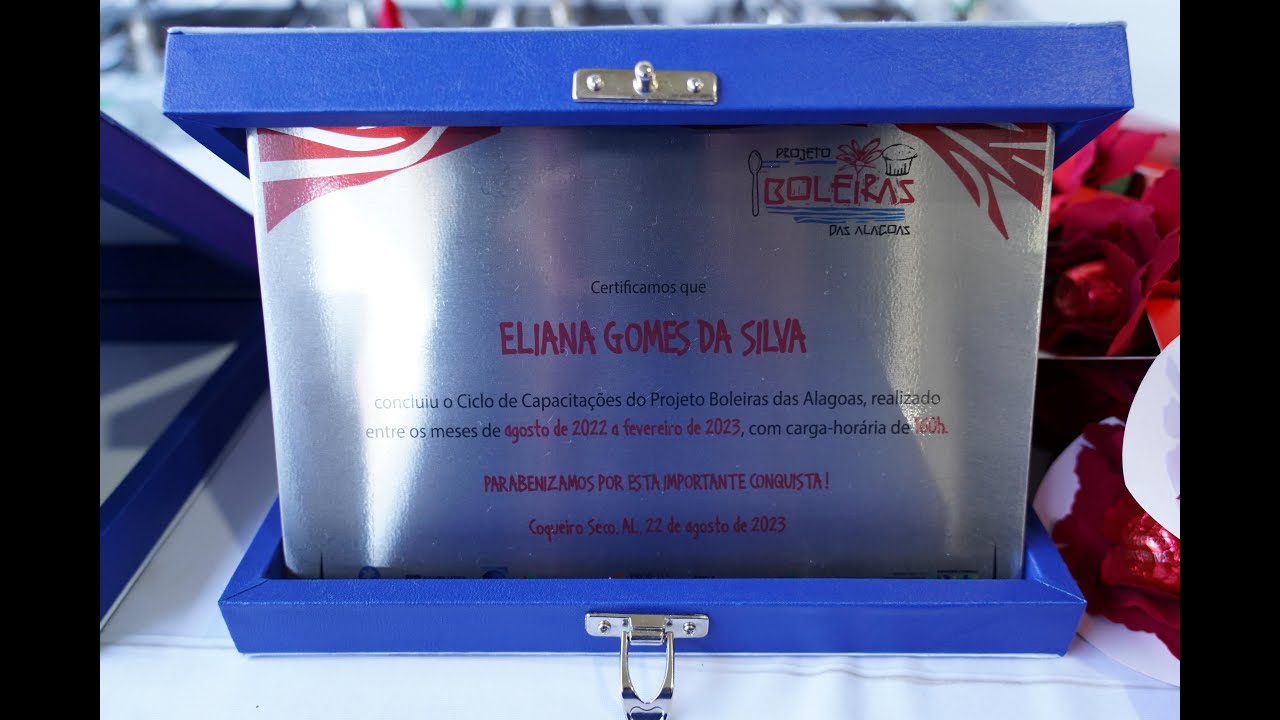 PROJETO
BOLEIRAS
DAS ALAGOAS
Certificamos que
ELIANA GOMES DA SILVA
concluiu o Ciclo de Capacitações do Projeto Boleiras das Alagoas, realizado
entre os meses de agosto de 2022 a fevereiro de 2023, com carga-horária de 160h.
PARABENIZAMOS POR ESTA IMPORTANTE CONQUISTA!
Coqueiro Seco, AL, 22 de agosto de 2023